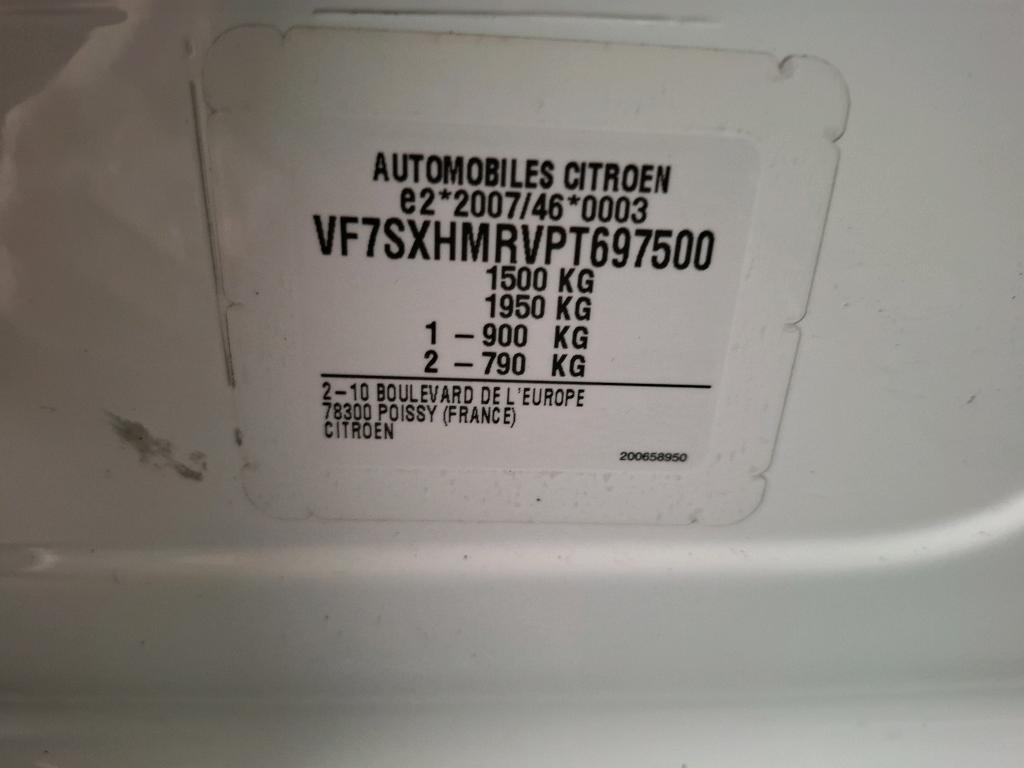 AUTOMOBILES CITROEN
e2*2007/46*0003
VF7SXHMRVPT697500
1500 KG
1950 KG
1 – 900 KG
2 – 790 KG
2–10 BOULEVARD DE L'EUROPE
78300 POISSY (FRANCE)
CITROEN
200658950